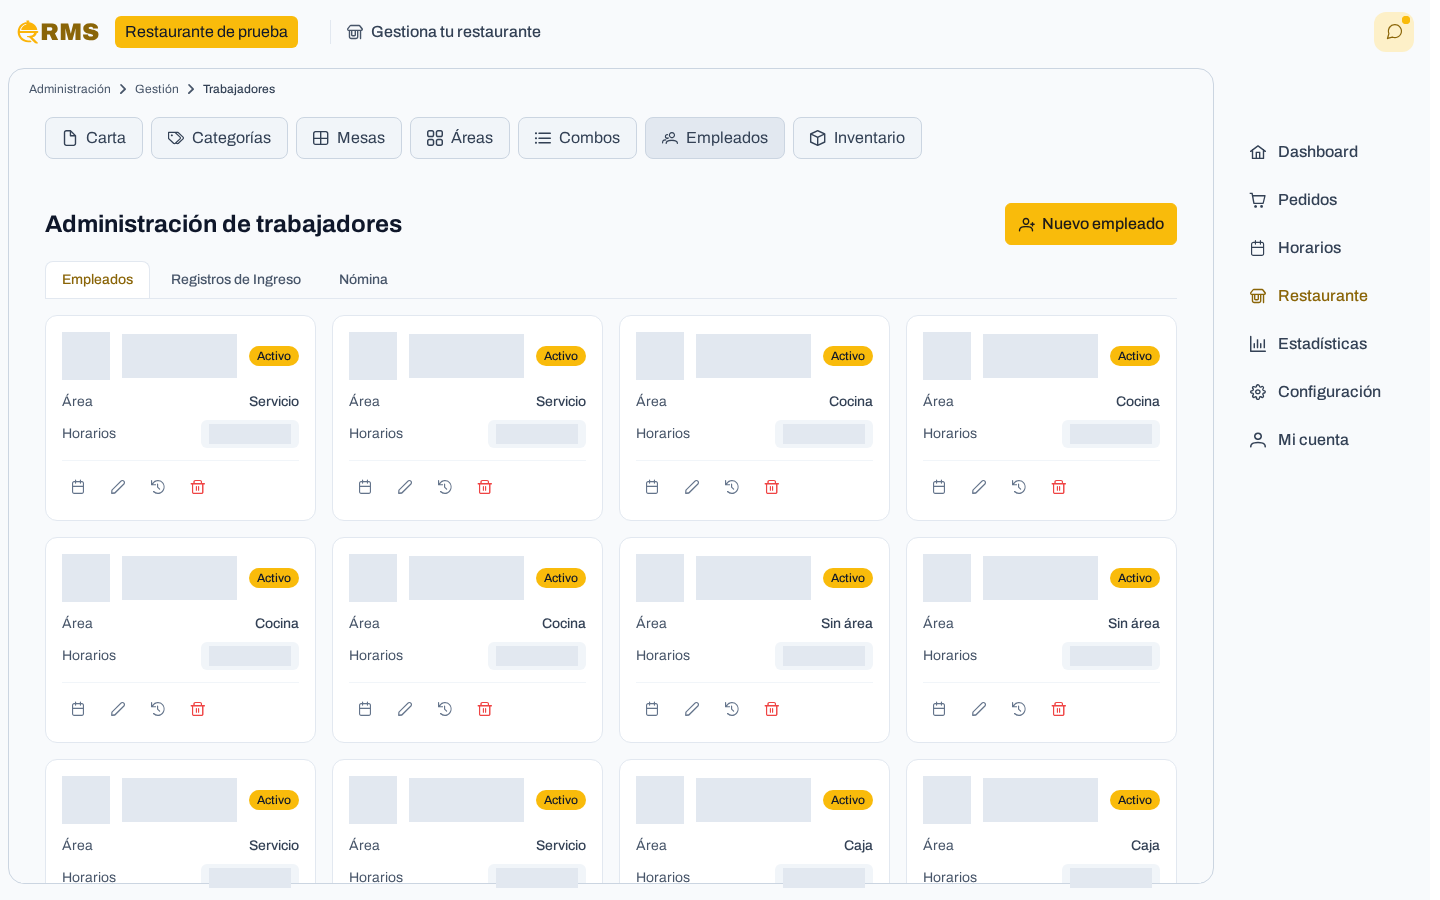 RMS
Restaurante de prueba
Gestiona tu restaurante
Administración
Gestión
Trabajadores
Carta
Categorías
Mesas
Áreas
Combos
Empleados
Inventario
Administración de trabajadores
Nuevo empleado
Empleados
Registros de Ingreso
Nómina
Activo
Área
Servicio
Horarios
Activo
Área
Servicio
Horarios
Activo
Área
Cocina
Horarios
Activo
Área
Cocina
Horarios
Activo
Área
Cocina
Horarios
Activo
Área
Cocina
Horarios
Activo
Área
Sin área
Horarios
Activo
Área
Sin área
Horarios
Activo
Área
Servicio
Horarios
Activo
Área
Servicio
Horarios
Activo
Área
Caja
Horarios
Activo
Área
Caja
Horarios
Dashboard
Pedidos
Horarios
Restaurante
Estadísticas
Configuración
Mi cuenta